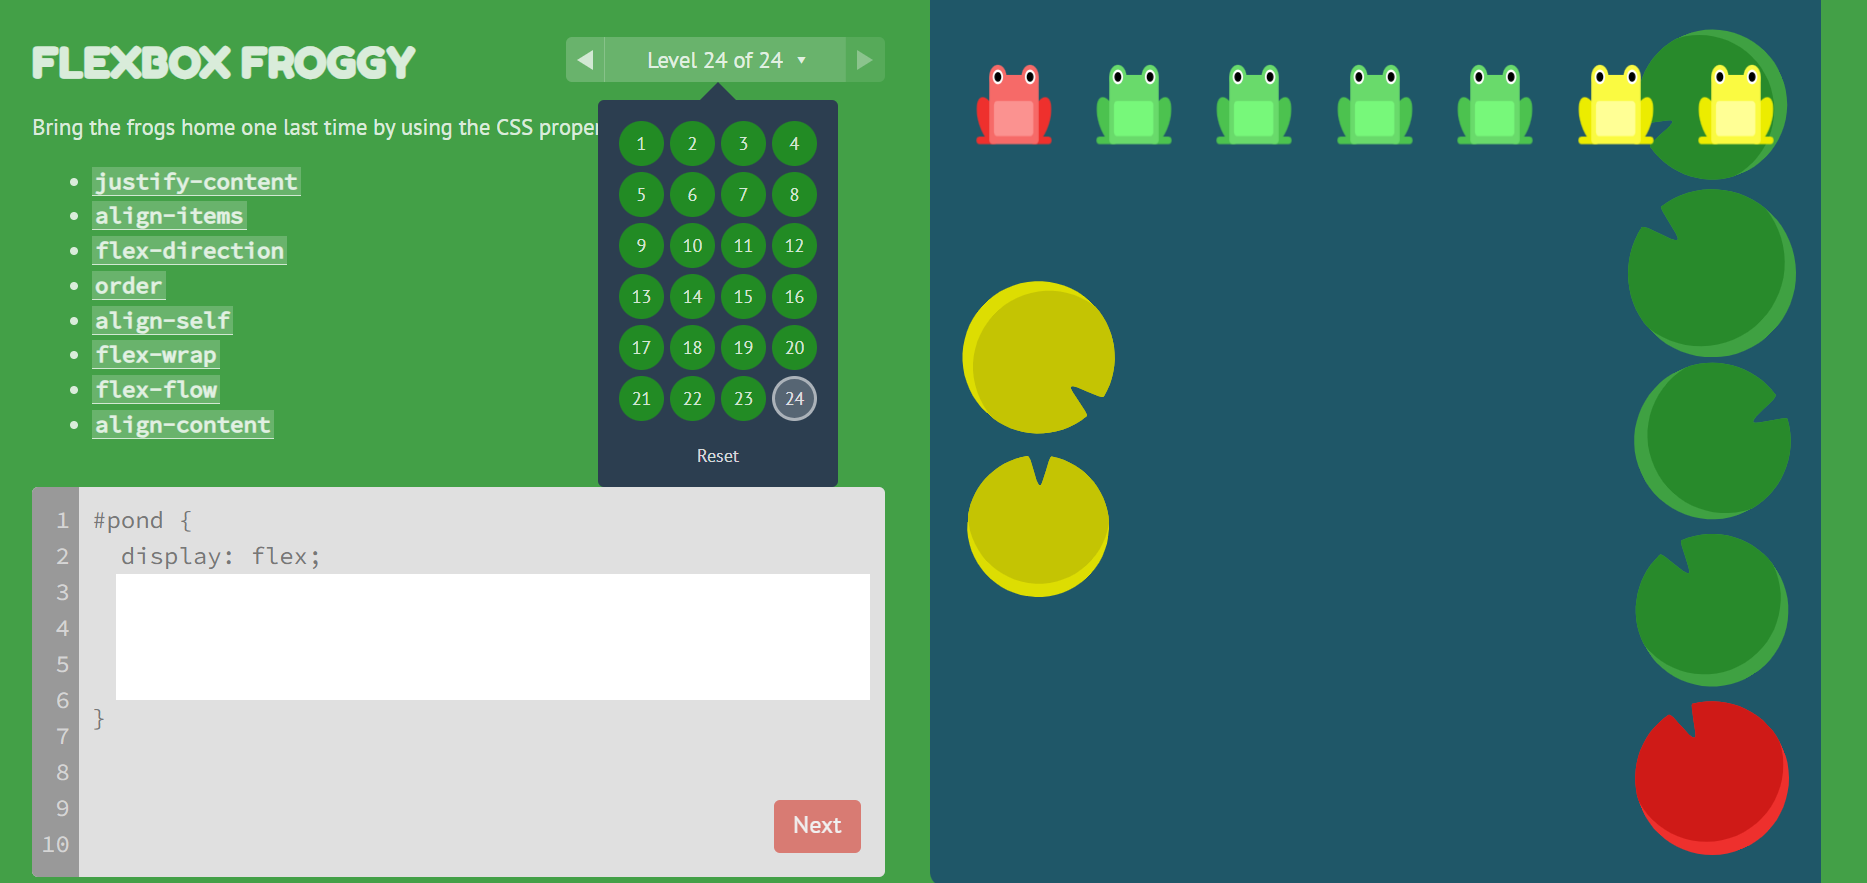 FLEXBOX FROGGY
Level 24 of 24
Bring the frogs home one last time by using the CSS
justify-content
align-items
flex-direction
order
align-self
flex-wrap
flex-flow
align-content
1 2 3 4
5 6 7 8
9 10 11 12
13 14 15 16
17 18 19 20
21 22 23 24
Reset
1 #pond {
2 display: flex;
3
4
5
6 }
7
8
9
10
Next